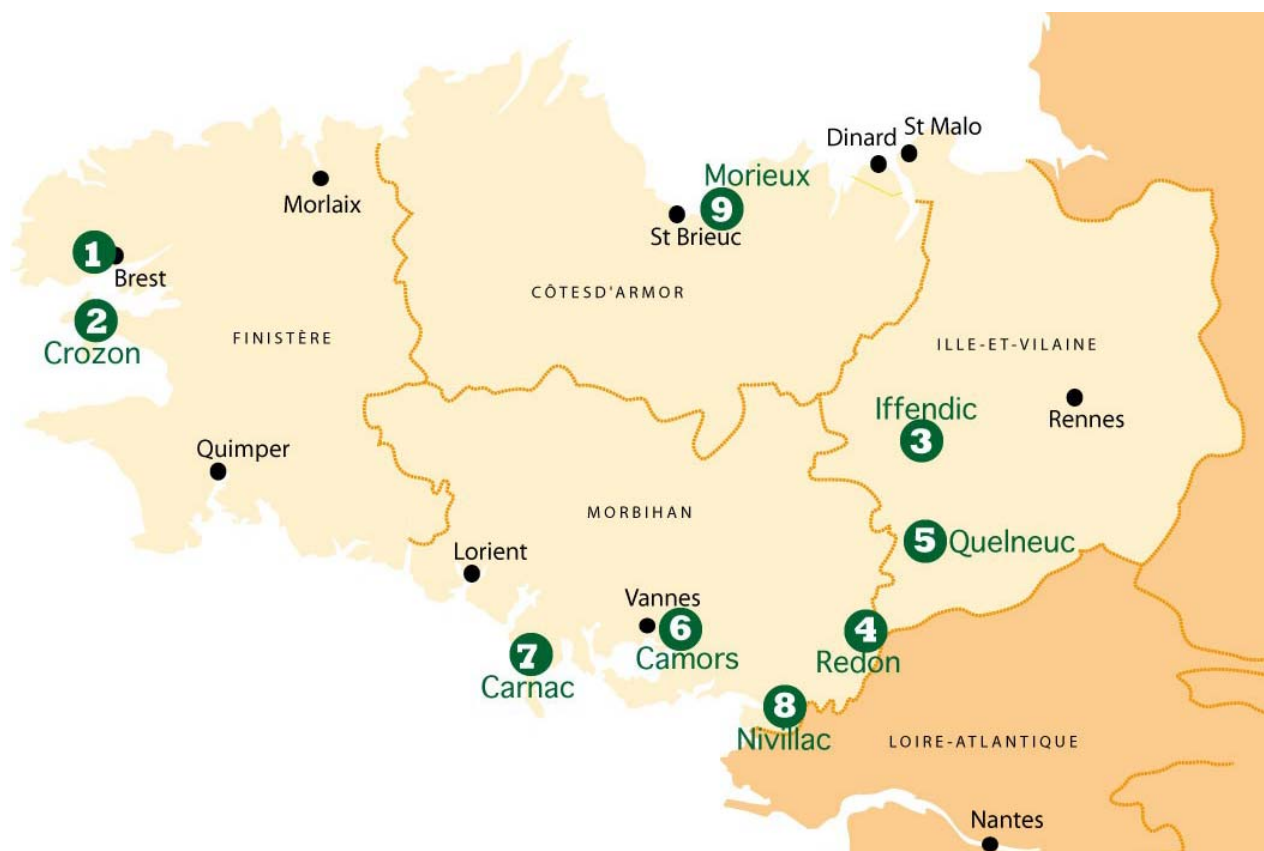 Dinard
St Malo
Morieux
9
St Brieuc
Morlaix
1
Brest
2
Crozon
CÔTESD'ARMOR
FINISTÈRE
ILLE-ET-VILAINE
Iffendic
3
Rennes
Quimper
MORBIHAN
5
Quelneuc
Lorient
Vannes
6
Camors
4
Redon
7
Carnac
8
Nivillac
LOIRE-ATLANTIQUE
Nantes